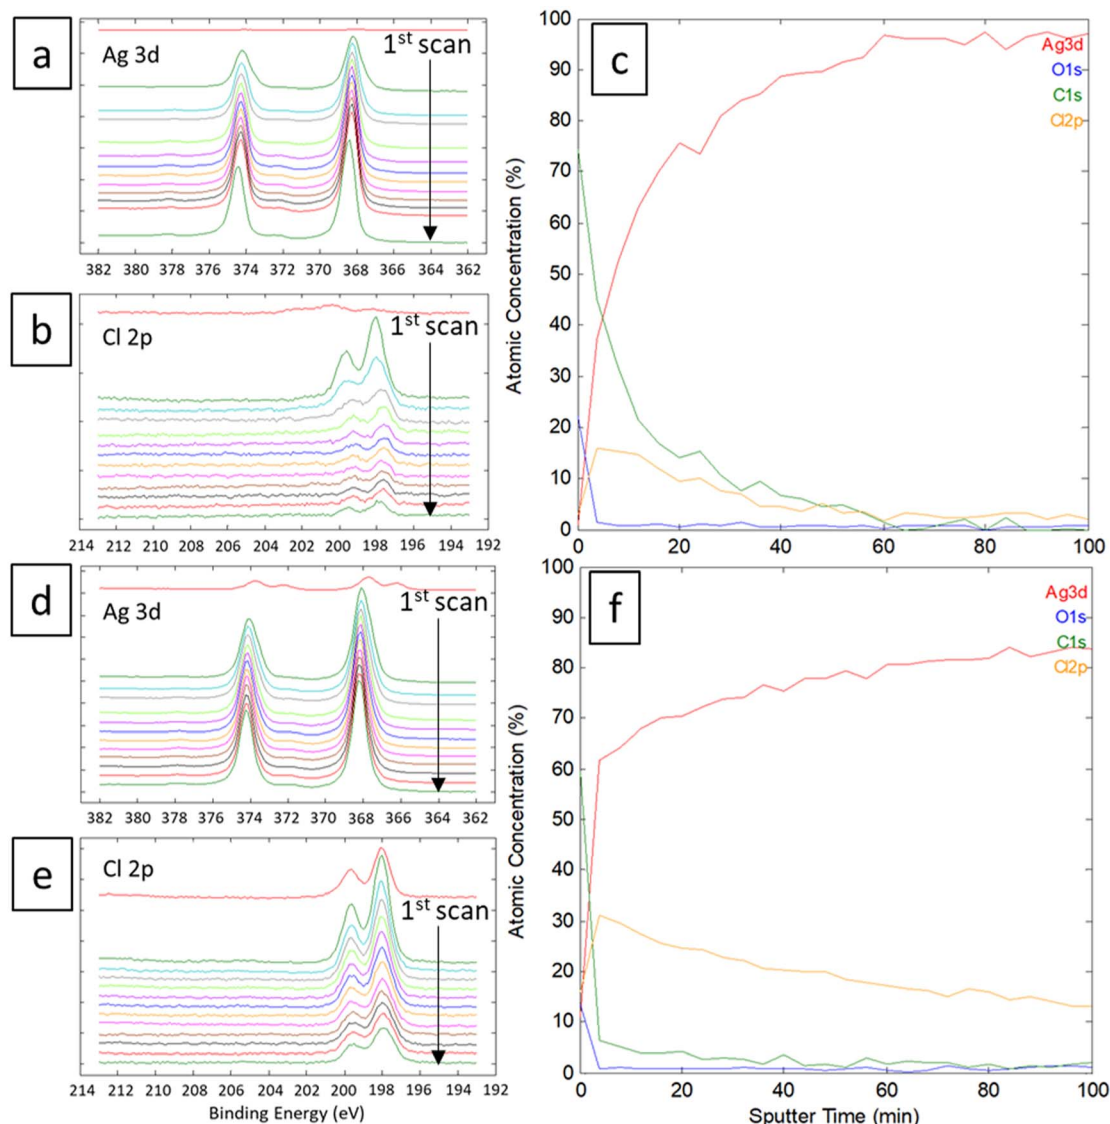 a
Ag 3d
1st scan
382 380 378 376 374 372 370 368 366 364 362
b
Cl 2p
1st scan
214 212 210 208 206 204 202 200 198 196 194 192
c
Ag3d
O1s
C1s
Cl2p
Atomic Concentration (%)
100
90
80
70
60
50
40
30
20
10
0
0 20 40 60 80 100
d
Ag 3d
1st scan
382 380 378 376 374 372 370 368 366 364 362
e
Cl 2p
1st scan
214 212 210 208 206 204 202 200 198 196 194 192
Binding Energy (eV)
f
Ag3d
O1s
C1s
Cl2p
Atomic Concentration (%)
100
90
80
70
60
50
40
30
20
10
0
0 20 40 60 80 100
Sputter Time (min)